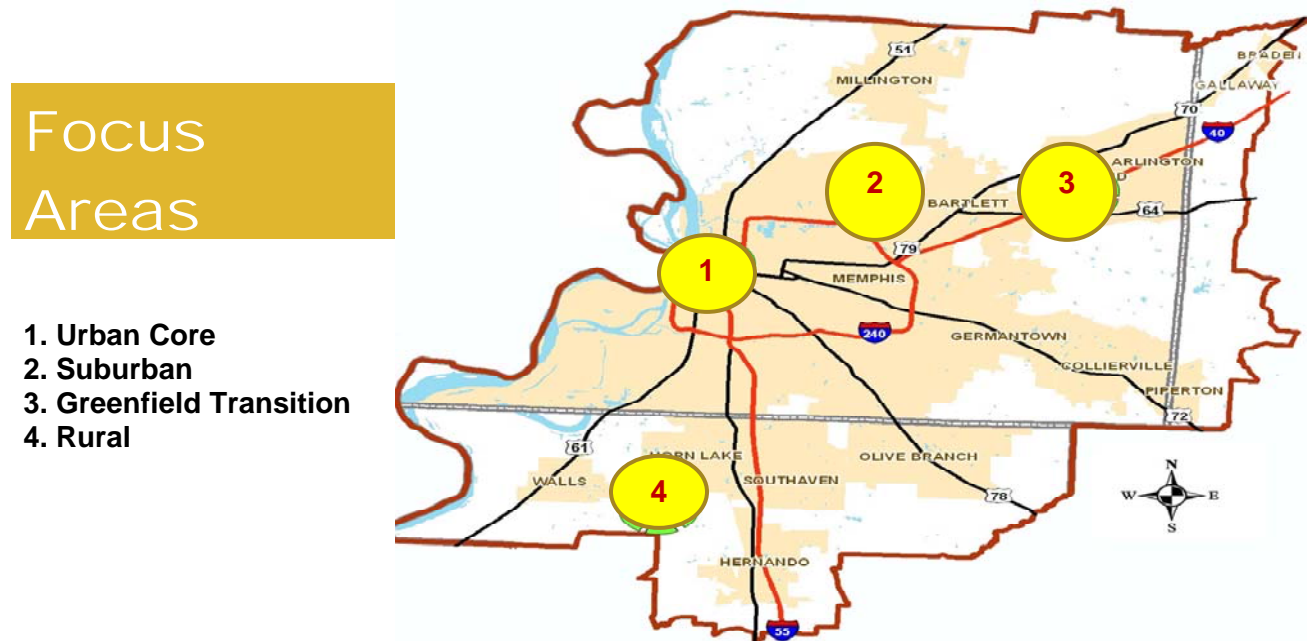 Focus
Areas
1. Urban Core
2. Suburban
3. Greenfield Transition
4. Rural
51
MILLINGTON
BRADEN
GALLAWAY
70
40
2
3
ARLINGTON
BARTLETT
64
79
1
MEMPHIS
240
GERMANTOWN
COLLIERVILLE
PIPERTON
72
61
HORN LAKE
OLIVE BRANCH
WALLS
4
SOUTHAVEN
78
N
W E
S
HERNANDO
55